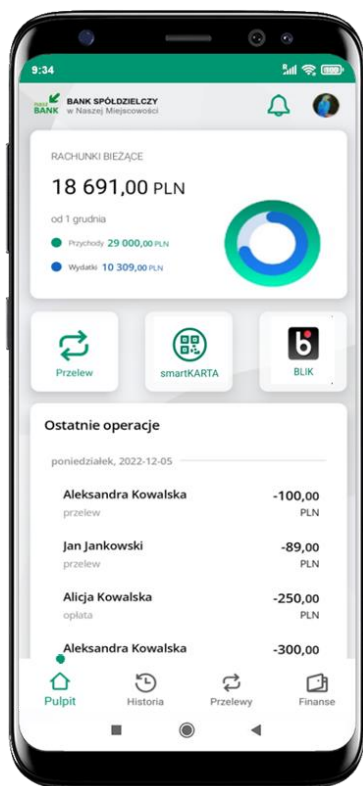 9:34
nasz BANK BANK SPÓŁDZIELCZY
w Naszej Miejscowości
RACHUNKI BIEŻĄCE
18 691,00 PLN
od 1 grudnia
Przychody 29 000,00 PLN
Wydatki 10 309,00 PLN
Przelew smartKARTA BLIK
Ostatnie operacje
poniedziałek, 2022-12-05
Aleksandra Kowalska -100,00
przelew PLN
Jan Jankowski -89,00
przelew PLN
Alicja Kowalska -250,00
opłata PLN
Aleksandra Kowalska -300,00
Pulpit Historia Przelewy Finanse